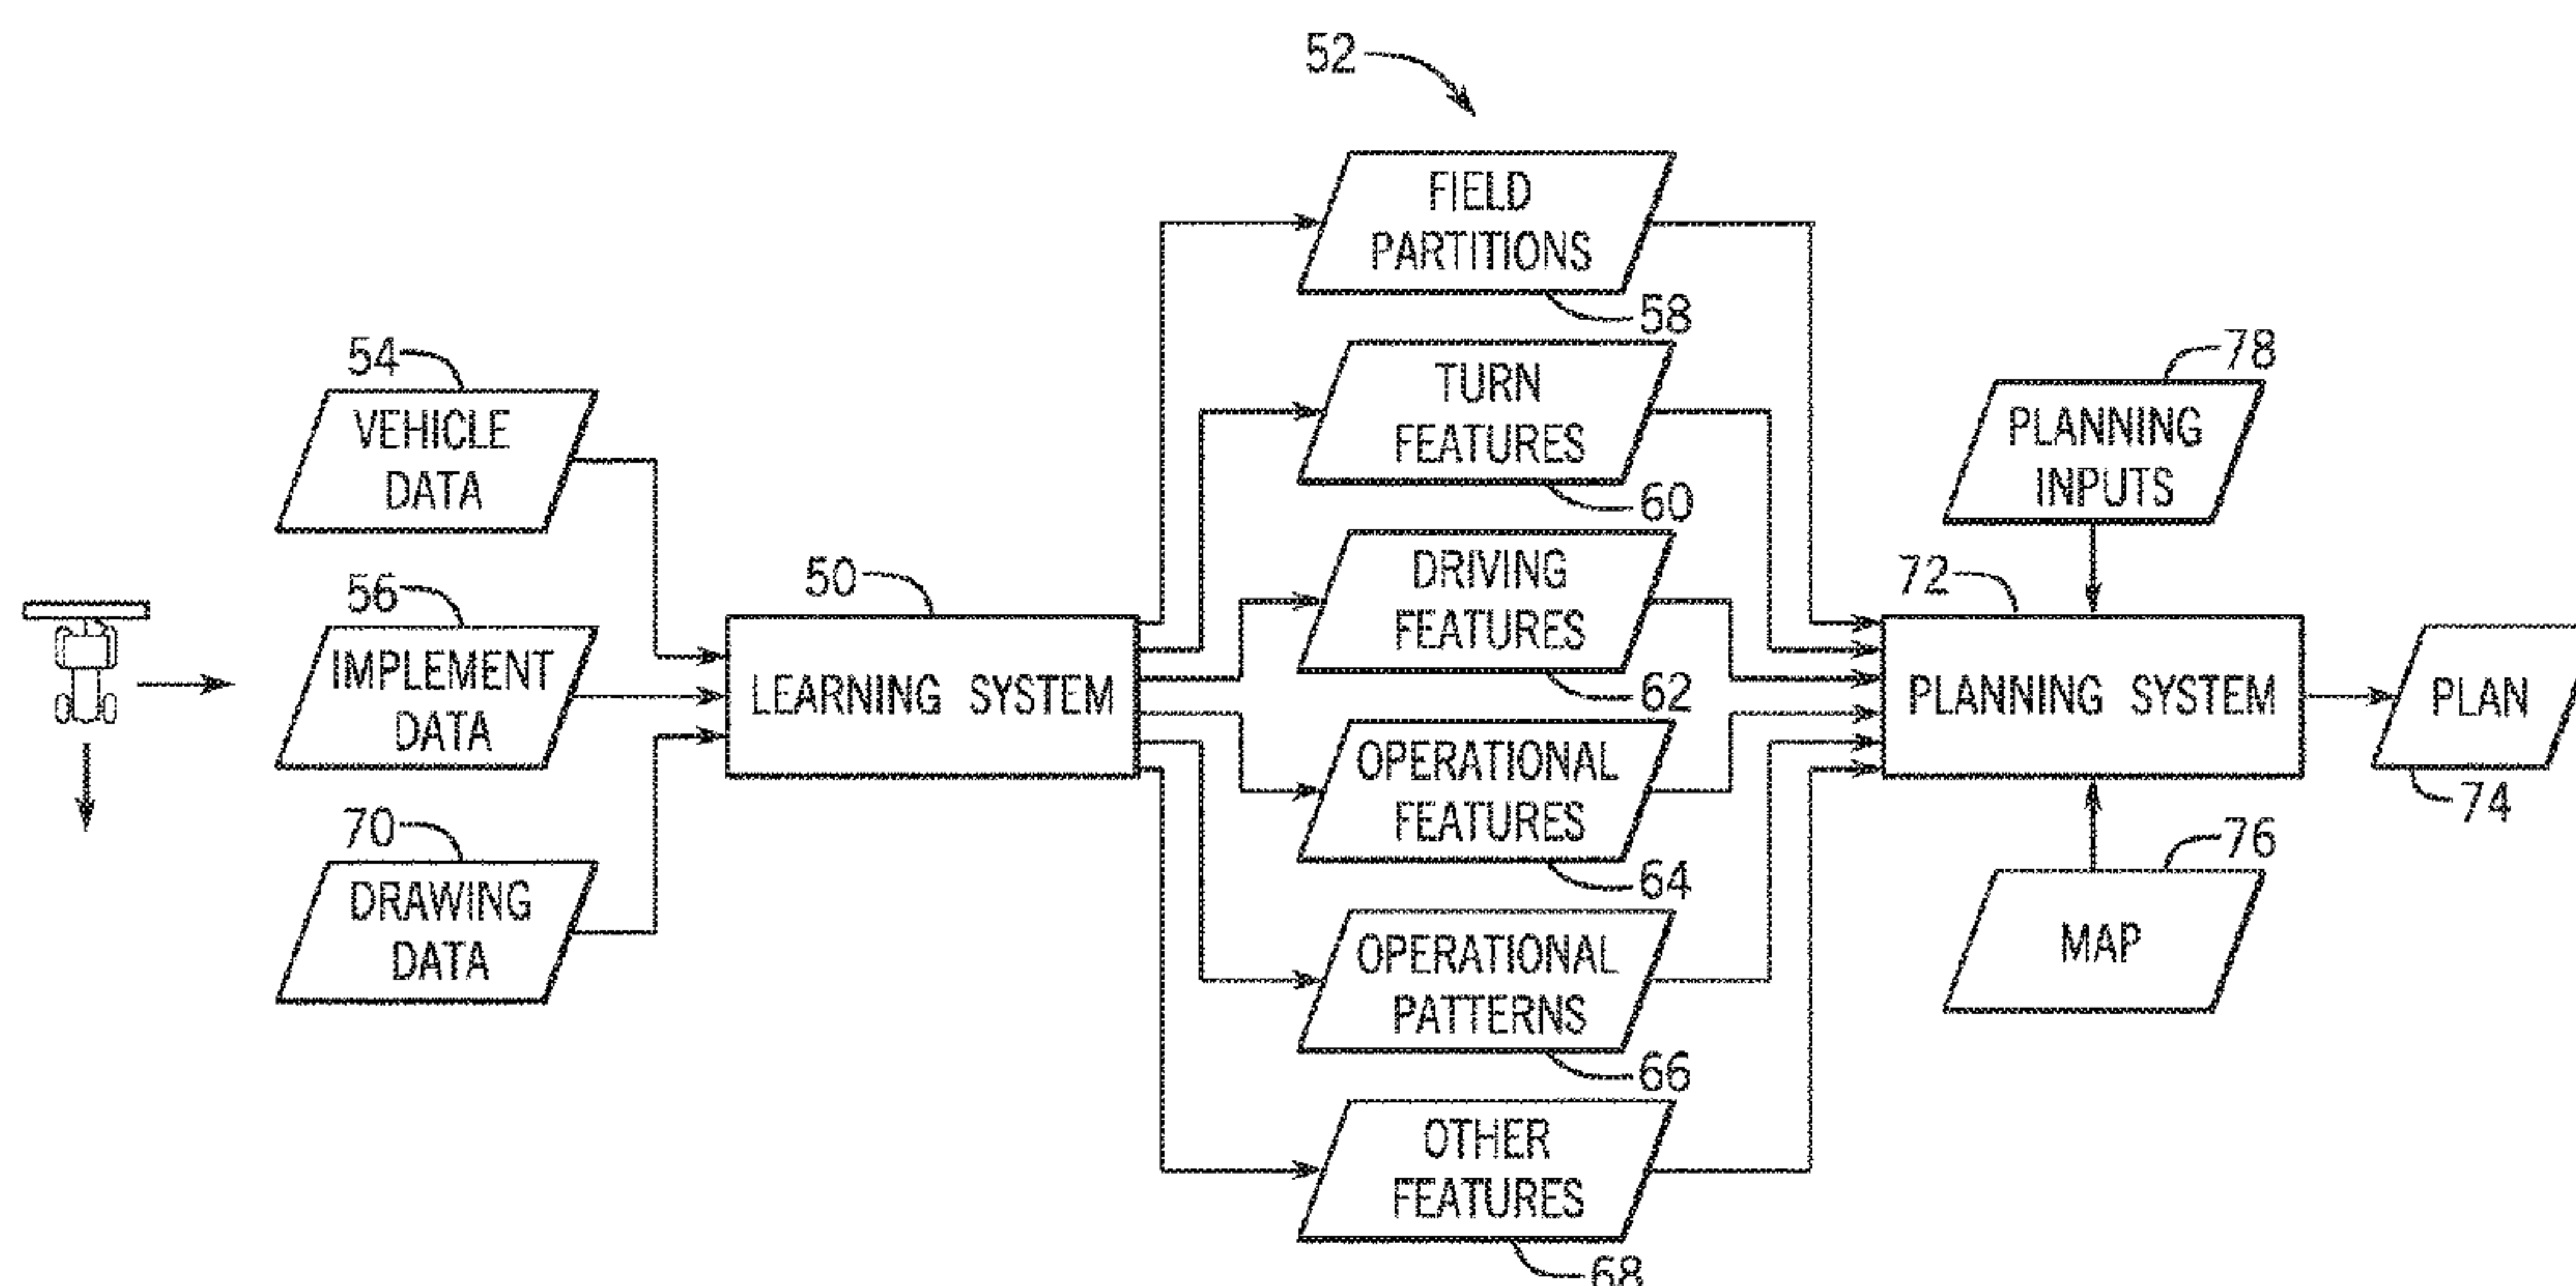 52
FIELD
PARTITIONS
58
54
VEHICLE
DATA
TURN
FEATURES
60
78
PLANNING
INPUTS
56
IMPLEMENT
DATA
50
LEARNING SYSTEM
DRIVING
FEATURES
62
72
PLANNING SYSTEM
PLAN
74
70
DRAWING
DATA
OPERATIONAL
FEATURES
64
76
MAP
OPERATIONAL
PATTERNS
66
OTHER
FEATURES
68